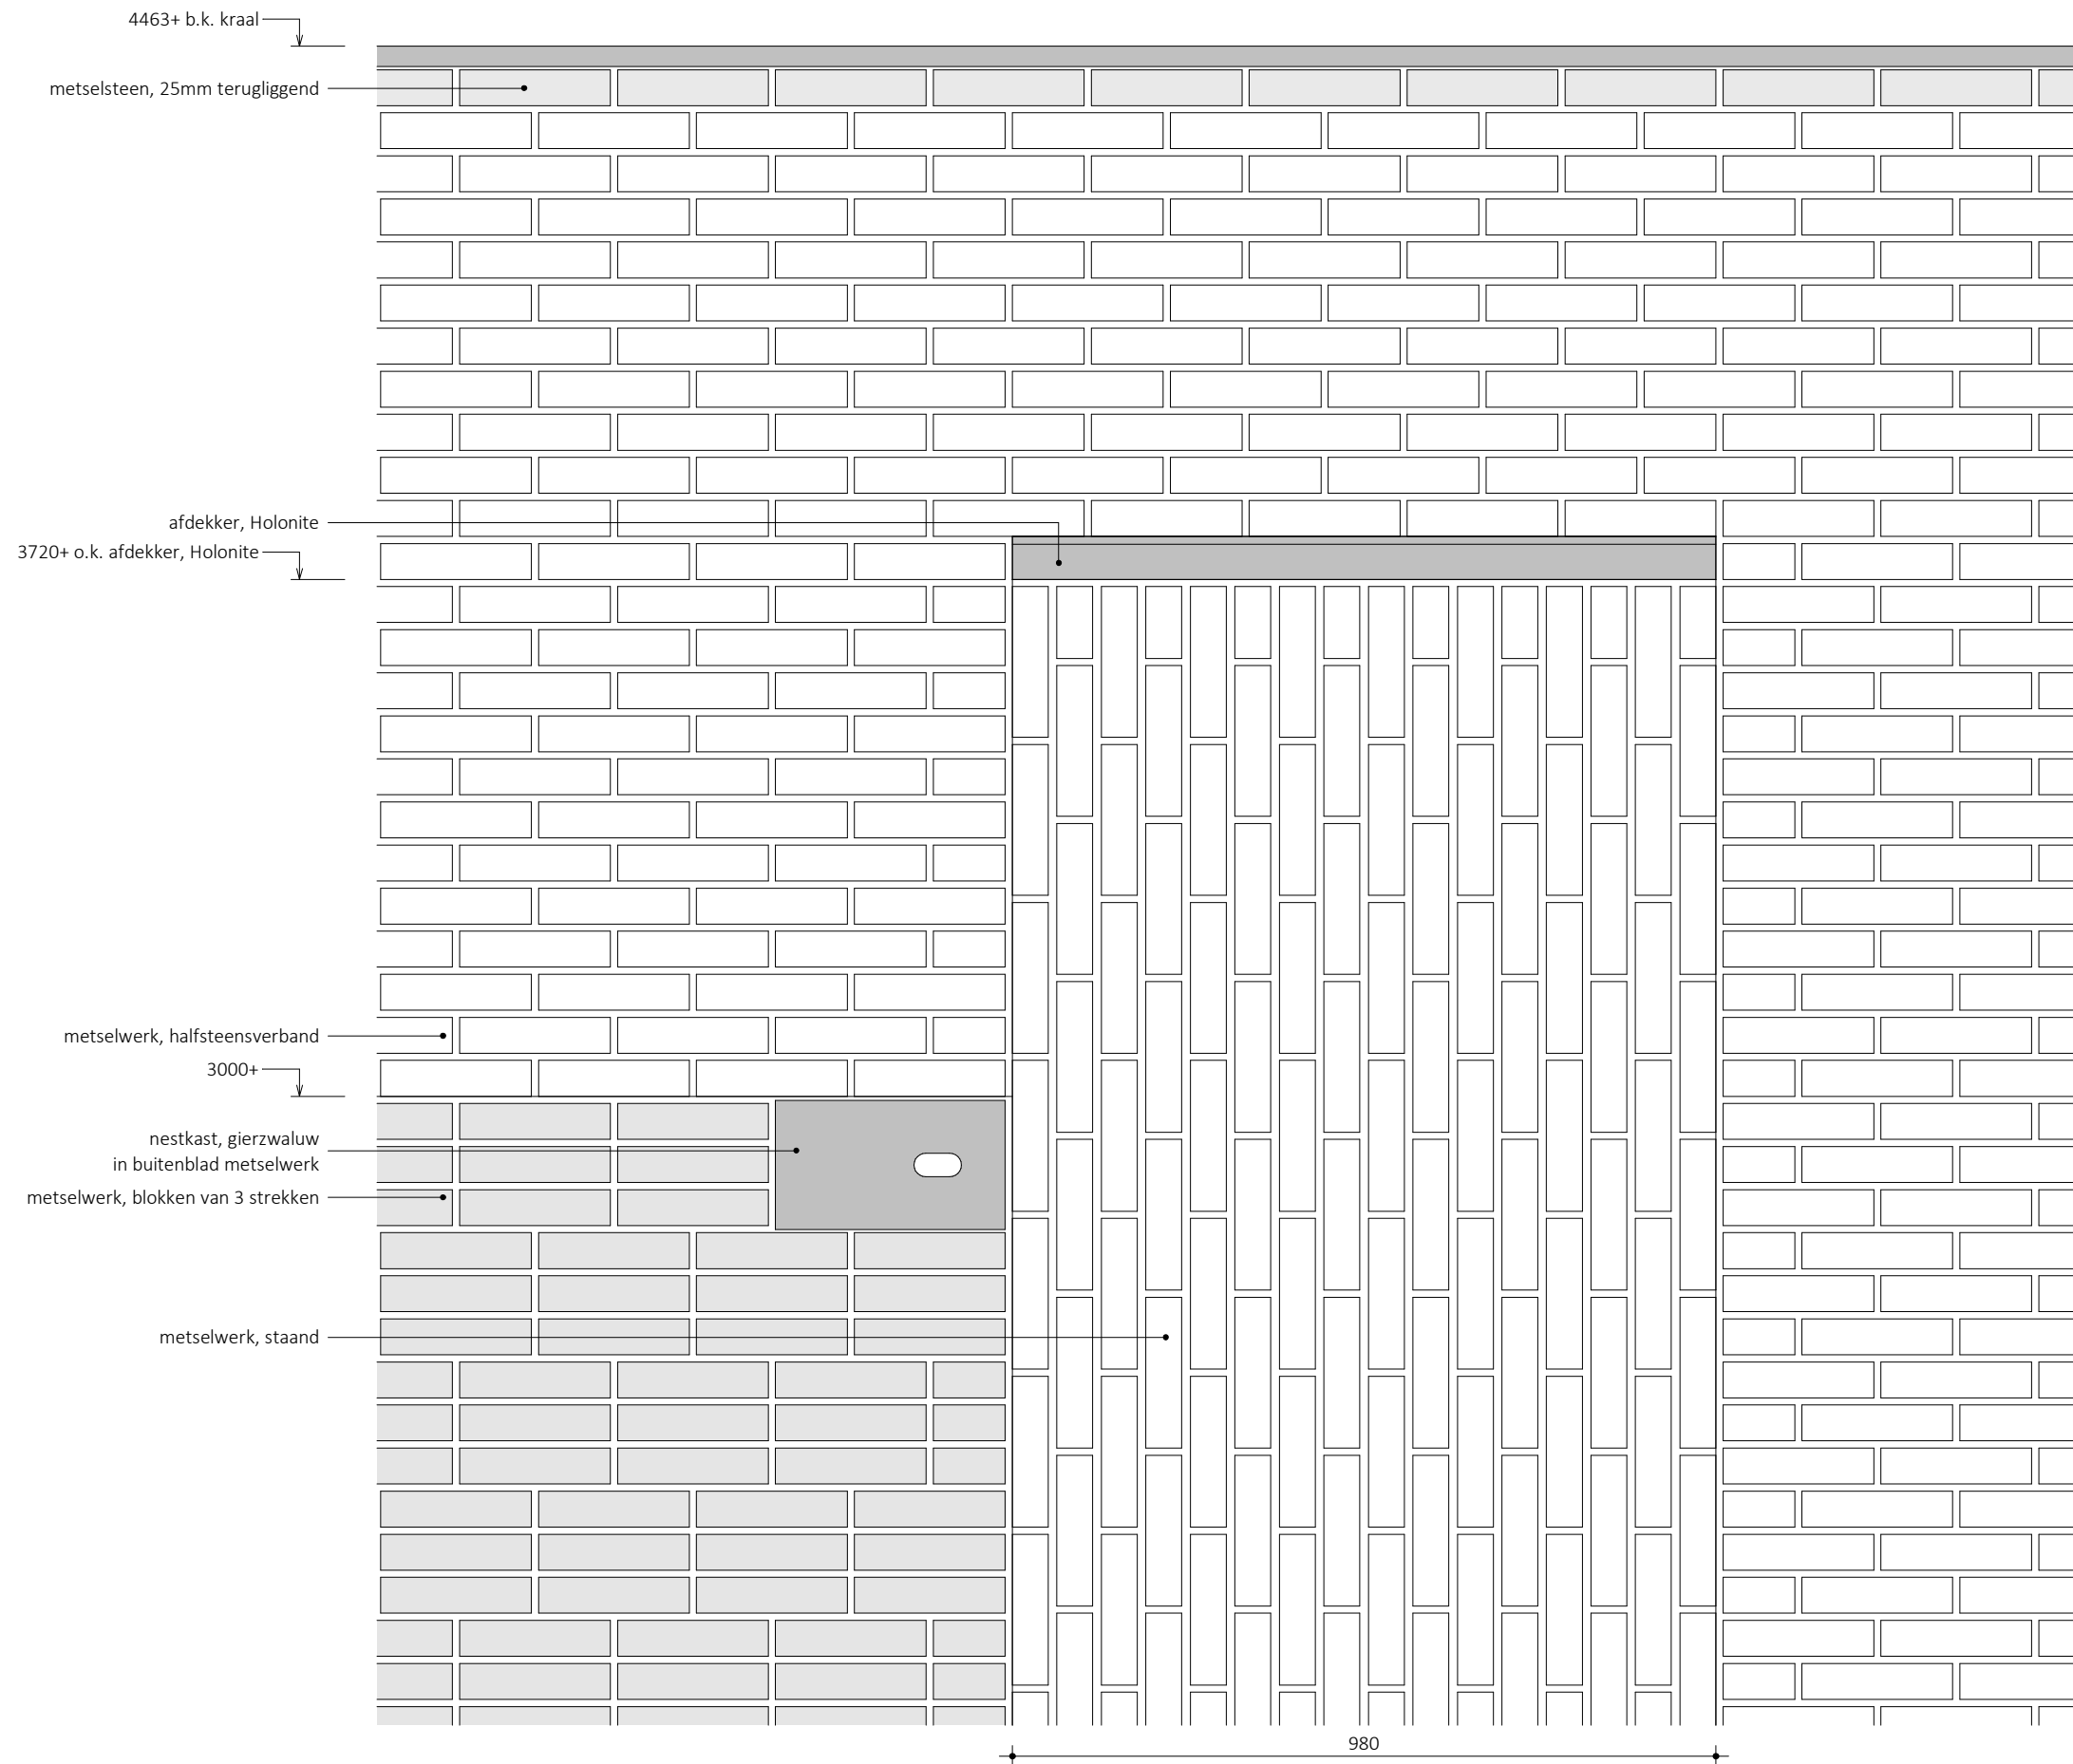 4463+ b.k. kraal
metselsteen, 25mm terugliggend
afdekker, Holonite
3720+ o.k. afdekker, Holonite
metselwerk, halfsteensverband
3000+
nestkast, gierzwaluw
in buitenblad metselwerk
metselwerk, blokken van 3 strekken
metselwerk, staand
980